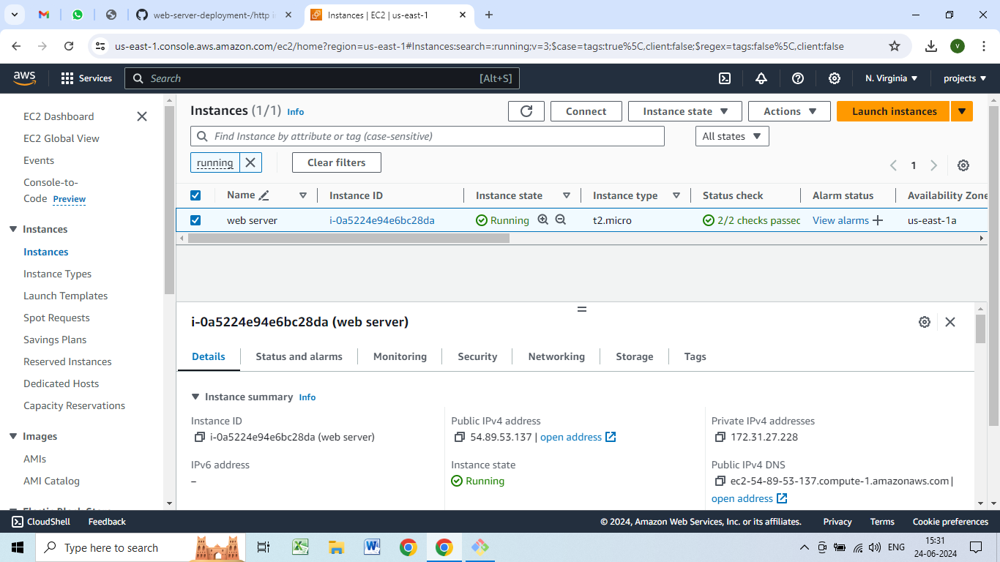 web-server-deployment-/http i
Instances | EC2 | us-east-1
us-east-1.console.aws.amazon.com/ec2/home?region=us-east-1#Instances:search=:running;v=3;$case=tags:true%5C,client:false;$regex=tags:false%5C,client:false
V
aws Services Search [Alt+S] N. Virginia projects
EC2 Dashboard
EC2 Global View
Events
Console-to-
Code Preview
Instances
Instances
Instance Types
Launch Templates
Spot Requests
Savings Plans
Reserved Instances
Dedicated Hosts
Capacity Reservations
Images
AMIs
AMI Catalog
Elastic Block Store
Instances (1/1) Info Connect Instance state Actions Launch instances
Find Instance by attribute or tag (case-sensitive) All states
running Clear filters 1
Name Instance ID Instance state Instance type Status check Alarm status Availability Zone
web server i-0a5224e94e6bc28da Running t2.micro 2/2 checks passec View alarms us-east-1a
i-0a5224e94e6bc28da (web server)
Details Status and alarms Monitoring Security Networking Storage Tags
Instance summary Info
Instance ID
i-0a5224e94e6bc28da (web server)
Public IPv4 address
54.89.53.137 | open address
Private IPv4 addresses
172.31.27.228
IPv6 address
–
Instance state
Running
Public IPv4 DNS
ec2-54-89-53-137.compute-1.amazonaws.com |
open address
CloudShell Feedback © 2024, Amazon Web Services, Inc. or its affiliates. Privacy Terms Cookie preferences
Type here to search ENG 15:31
24-06-2024